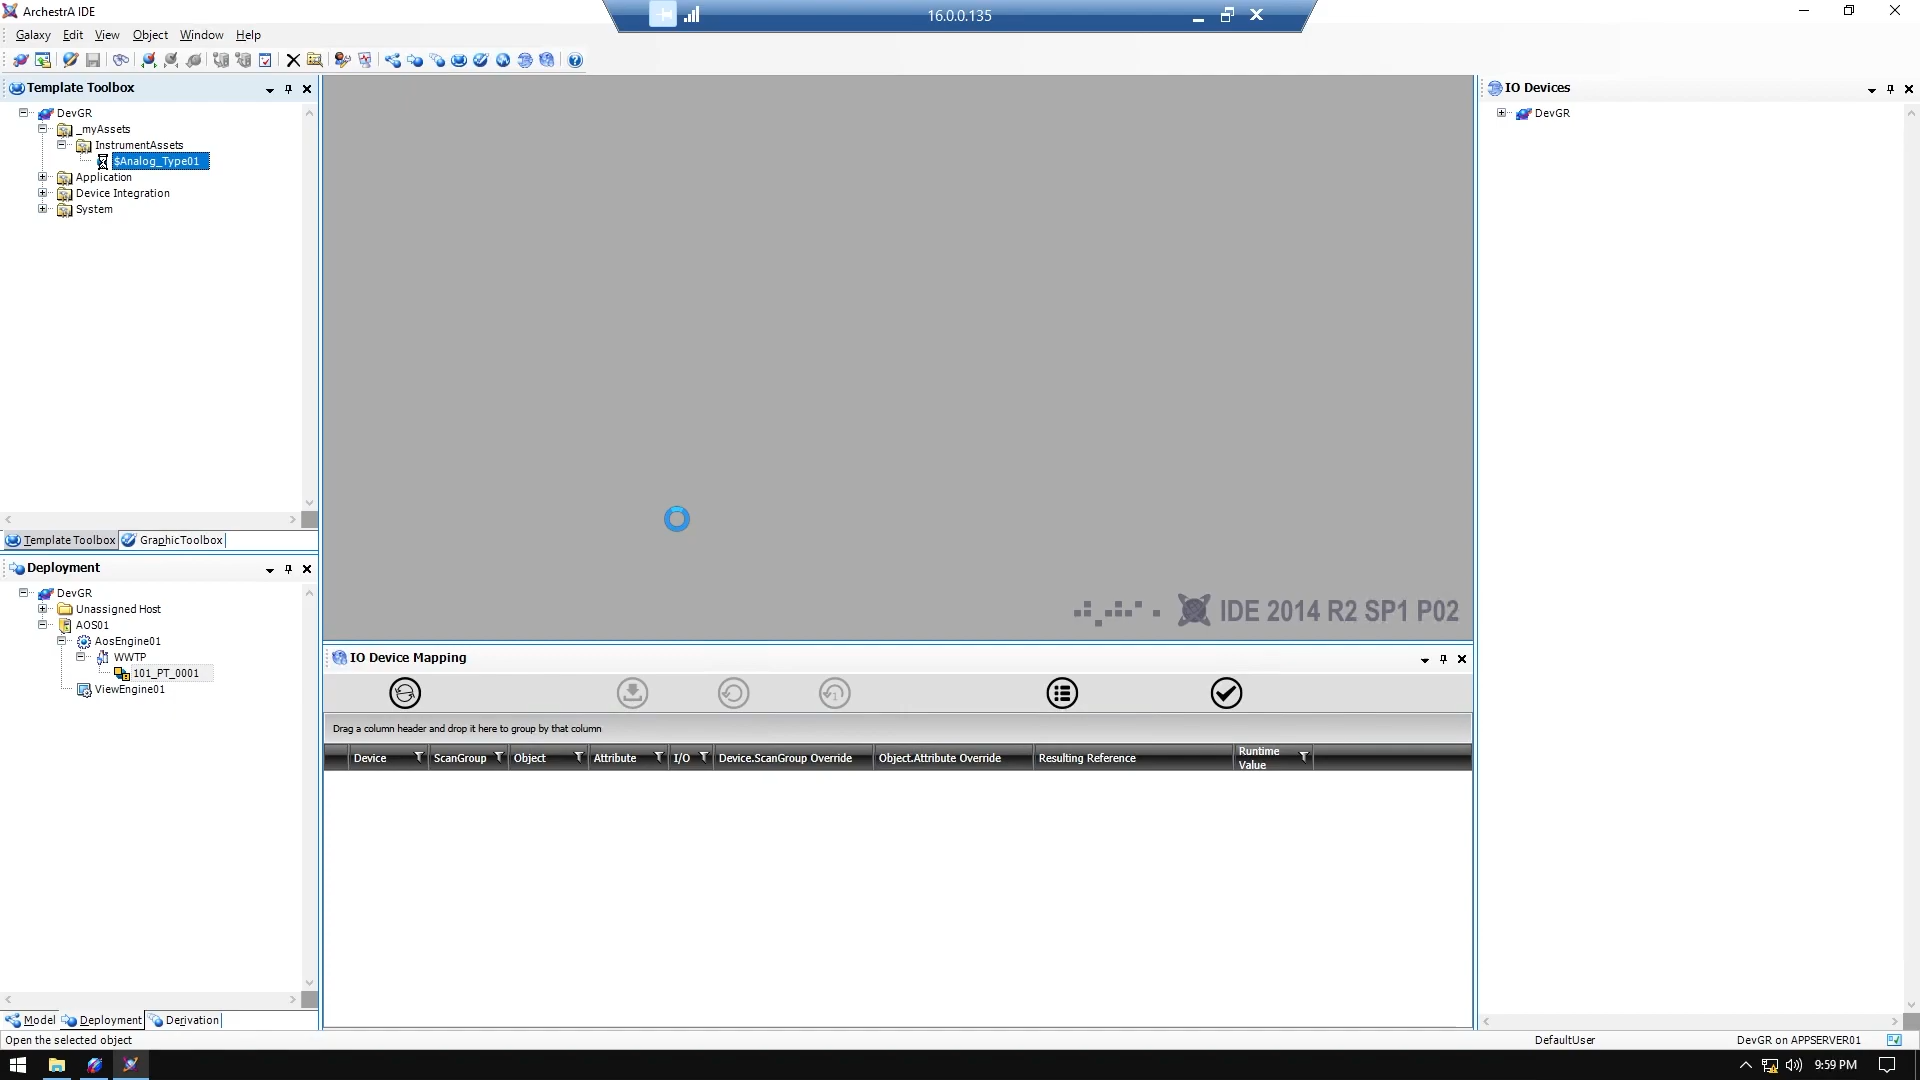 ArchestrA IDE
16.0.0.135
Galaxy Edit View Object Window Help
Template Toolbox
DevGR
_myAssets
InstrumentAssets
$Analog_Type01
Application
Device Integration
System
Template Toolbox GraphicToolbox
Deployment
DevGR
Unassigned Host
AOS01
AosEngine01
WWTP
101_PT_0001
ViewEngine01
Model Deployment Derivation
IDE 2014 R2 SP1 P02
IO Device Mapping
Drag a column header and drop it here to group by that column
Device ScanGroup Object Attribute I/O Device.ScanGroup Override Object.Attribute Override Resulting Reference Runtime Value
IO Devices
DevGR
Open the selected object
DefaultUser
DevGR on APPSERVER01
9:59 PM